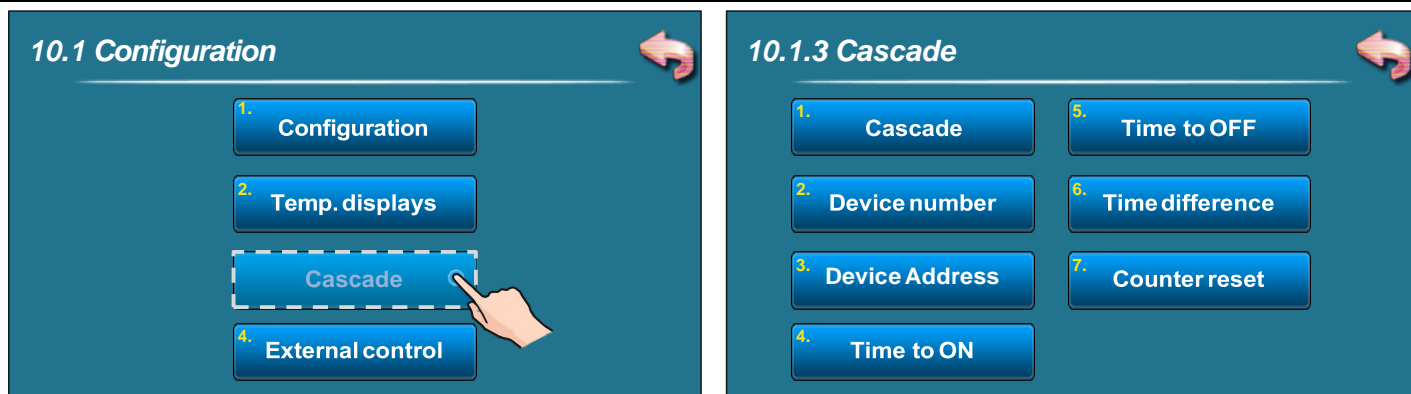 10.1 Configuration
1. Configuration
2. Temp. displays
Cascade
4. External control
10.1.3 Cascade
1. Cascade
2. Device number
3. Device Address
4. Time to ON
5. Time to OFF
6. Time difference
7. Counter reset